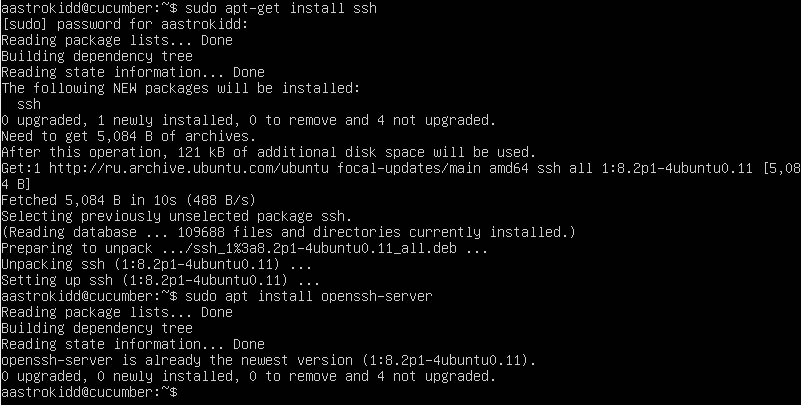 aastrokidd@cucumber:~$ sudo apt-get install ssh
[sudo] password for aastrokidd:
Reading package lists... Done
Building dependency tree
Reading state information... Done
The following NEW packages will be installed:
  ssh
0 upgraded, 1 newly installed, 0 to remove and 4 not upgraded.
Need to get 5,084 B of archives.
After this operation, 121 kB of additional disk space will be used.
Get:1 http://ru.archive.ubuntu.com/ubuntu focal-updates/main amd64 ssh all 1:8.2p1-4ubuntu0.11 [5,08
4 B]
Fetched 5,084 B in 10s (488 B/s)
Selecting previously unselected package ssh.
(Reading database ... 109688 files and directories currently installed.)
Preparing to unpack .../ssh_1%3a8.2p1-4ubuntu0.11_all.deb ...
Unpacking ssh (1:8.2p1-4ubuntu0.11) ...
Setting up ssh (1:8.2p1-4ubuntu0.11) ...
aastrokidd@cucumber:~$ sudo apt install openssh-server
Reading package lists... Done
Building dependency tree
Reading state information... Done
openssh-server is already the newest version (1:8.2p1-4ubuntu0.11).
0 upgraded, 0 newly installed, 0 to remove and 4 not upgraded.
aastrokidd@cucumber:~$